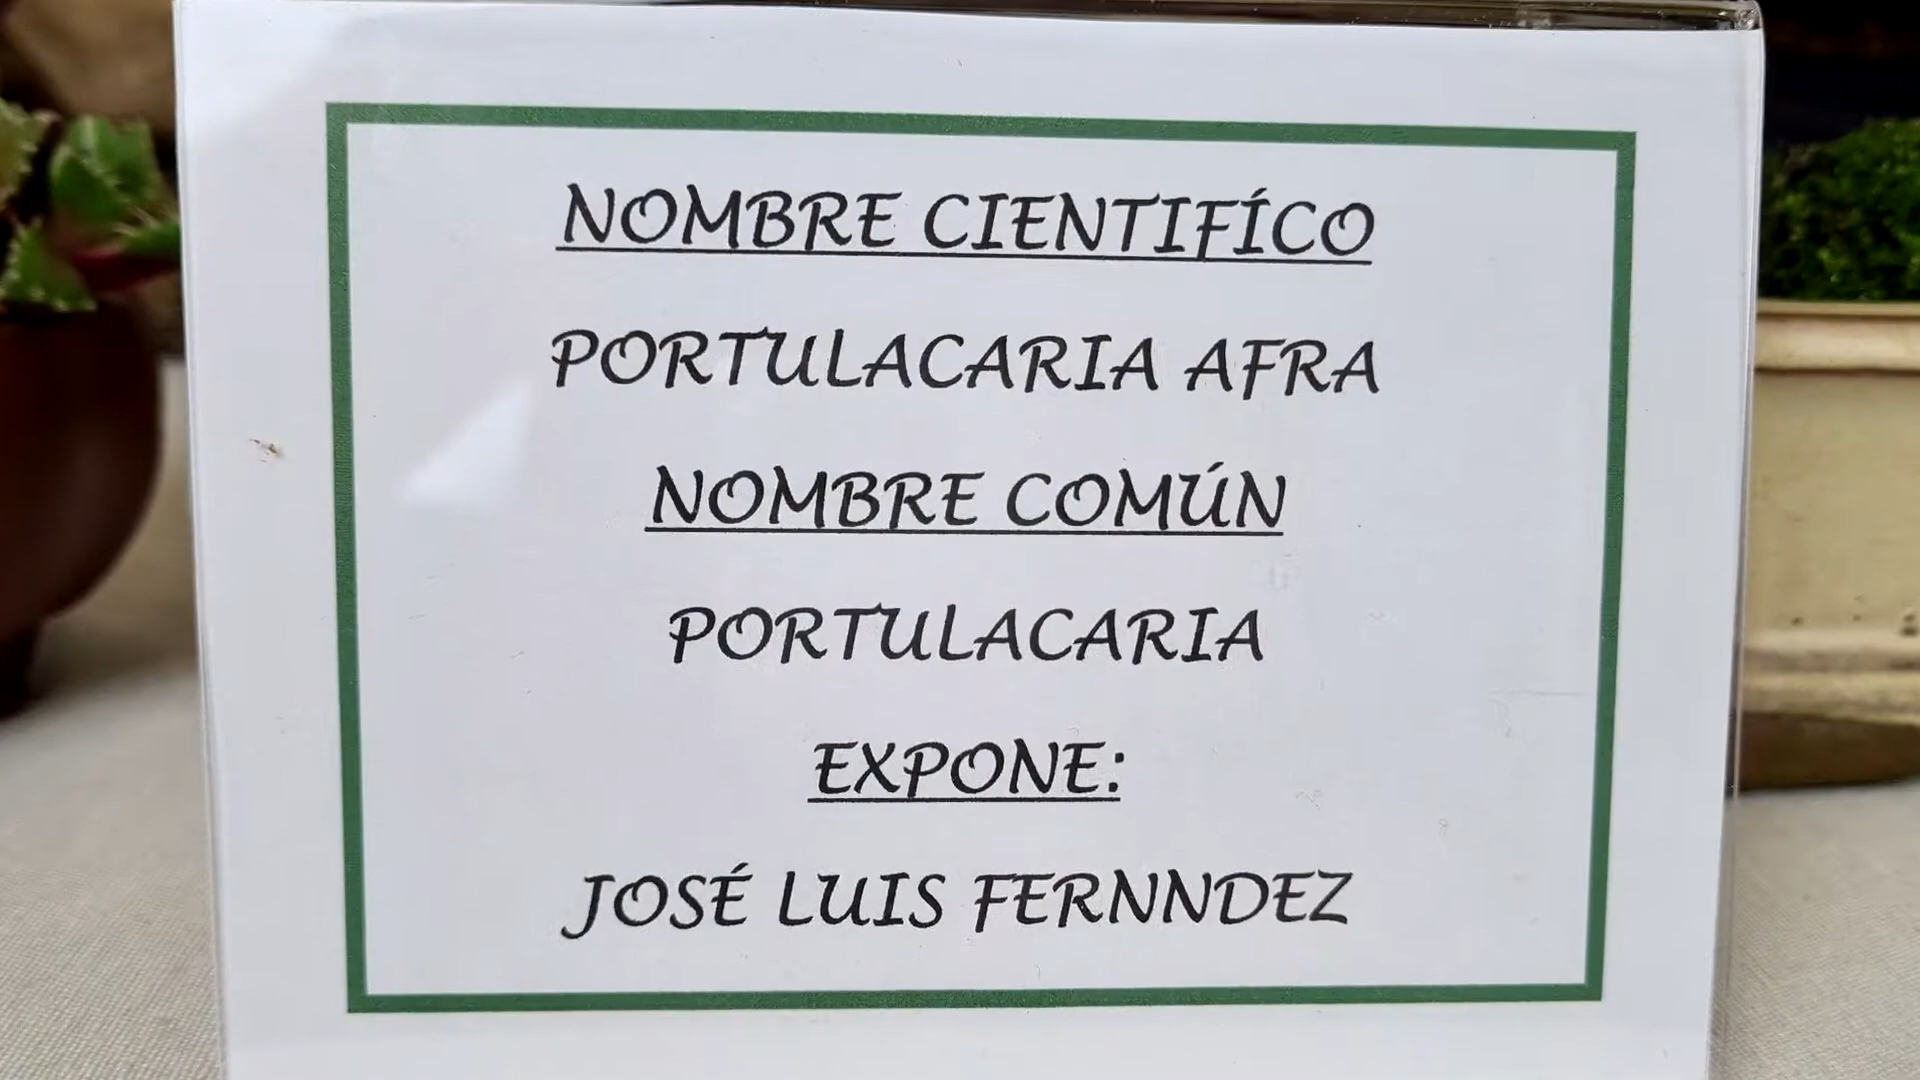 NOMBRE CIENTIFÍCO
PORTULACARIA AFRA
NOMBRE COMÚN
PORTULACARIA
EXPONE:
JOSÉ LUIS FERNNDEZ